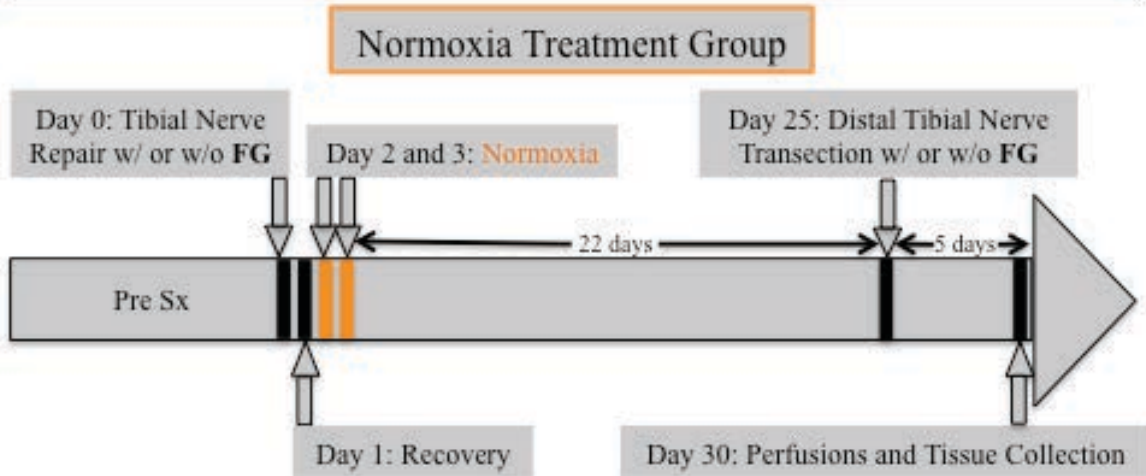 Normoxia Treatment Group
Day 0: Tibial Nerve
Repair w/ or w/o FG
Day 2 and 3: Normoxia
Day 25: Distal Tibial Nerve
Transection w/ or w/o FG
22 days
5 days
Pre Sx
Day 1: Recovery
Day 30: Perfusions and Tissue Collection